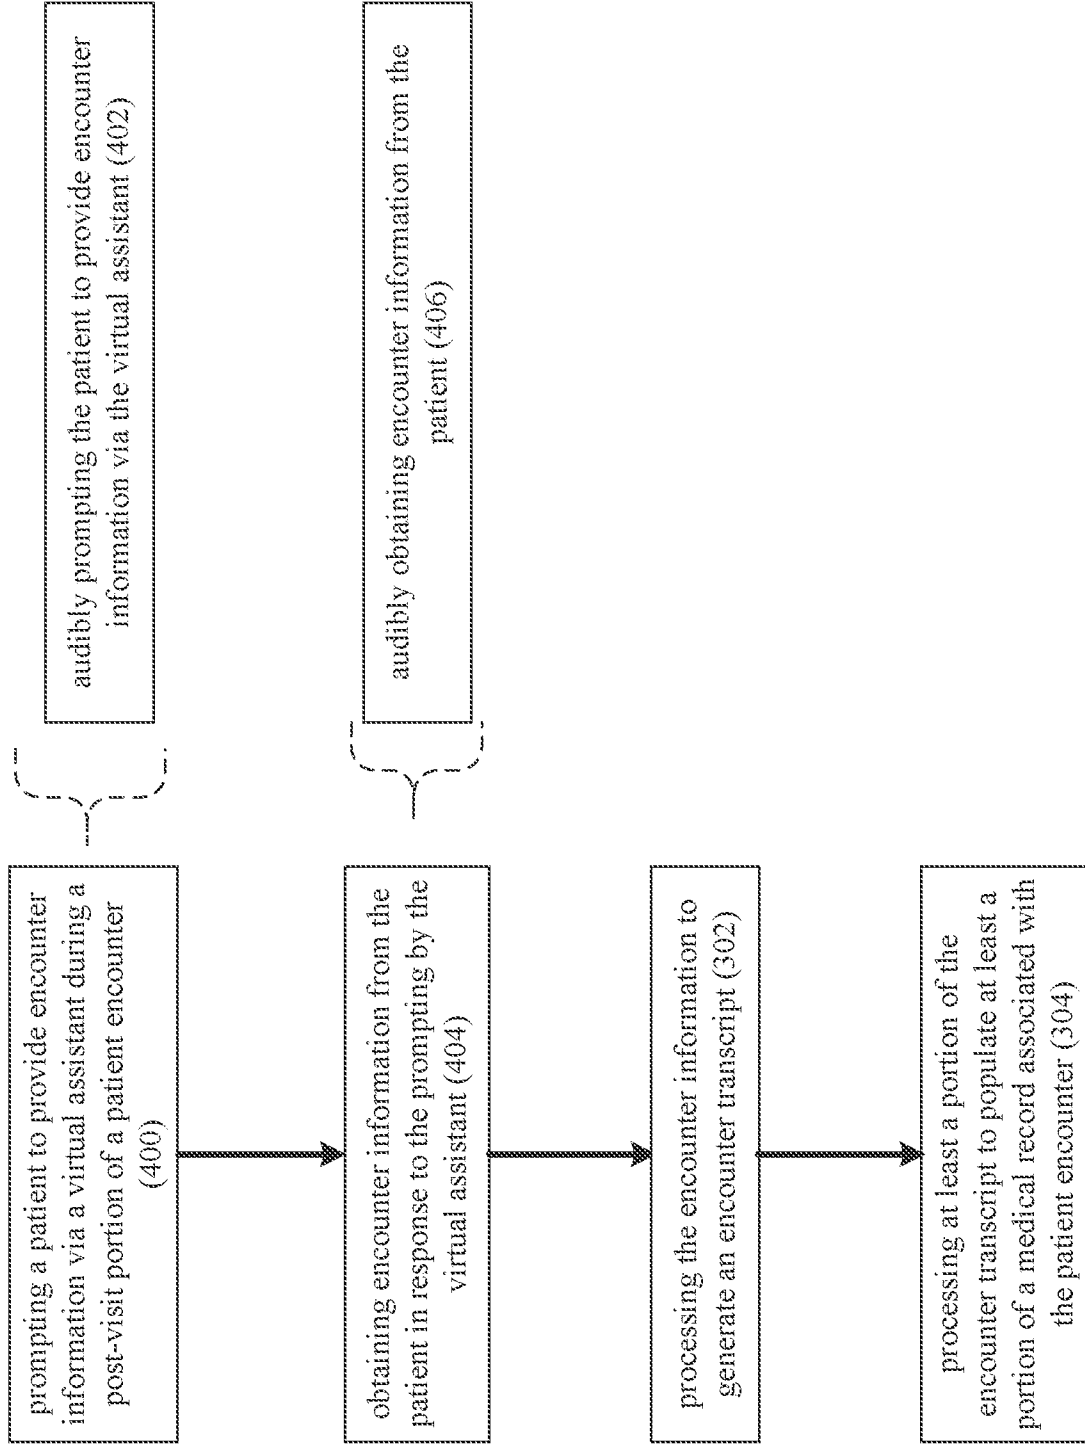 prompting a patient to provide encounter
information via a virtual assistant during a
post-visit portion of a patient encounter
(400)
audibly prompting the patient to provide encounter
information via the virtual assistant (402)
obtaining encounter information from the
patient in response to the prompting by the
virtual assistant (404)
audibly obtaining encounter information from the
patient (406)
processing the encounter information to
generate an encounter transcript (302)
processing at least a portion of the
encounter transcript to populate at least a
portion of a medical record associated with
the patient encounter (304)